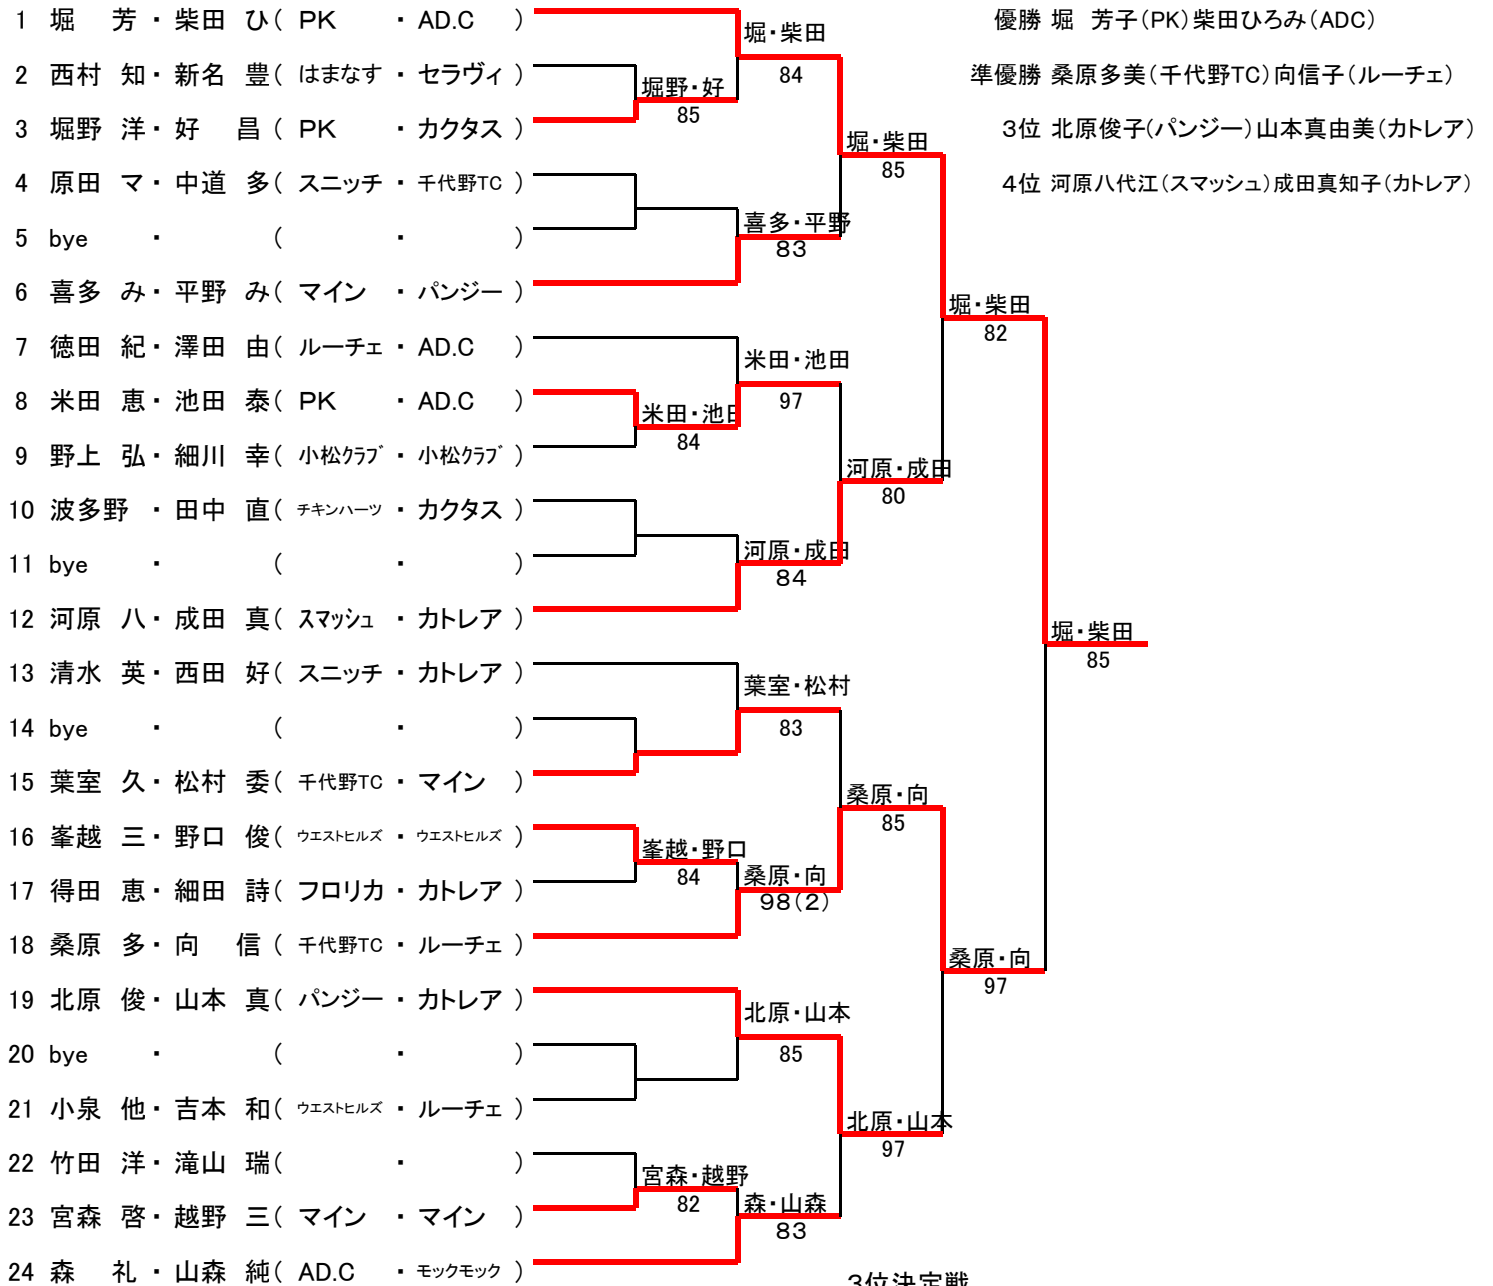 1 堀 芳・柴田 ひ( PK ・ AD.C )
2 西村 知・新名 豊( はまなす ・ セラヴィ )
3 堀野 洋・好 昌( PK ・ カクタス )
4 原田 マ・中道 多( スニッチ ・ 千代野TC )
5 bye ・ ( ・ )
6 喜多 み・平野 み( マイン ・ パンジー )
7 徳田 紀・澤田 由( ルーチェ ・ AD.C )
8 米田 恵・池田 泰( PK ・ AD.C )
9 野上 弘・細川 幸( 小松クラブ ・ 小松クラブ )
10 波多野 ・田中 直( チキンハーツ ・ カクタス )
11 bye ・ ( ・ )
12 河原 八・成田 真( スマッシュ ・ カトレア )
13 清水 英・西田 好( スニッチ ・ カトレア )
14 bye ・ ( ・ )
15 葉室 久・松村 委( 千代野TC ・ マイン )
16 峯越 三・野口 俊( ウエストヒルズ ・ ウエストヒルズ )
17 得田 恵・細田 詩( フロリカ ・ カトレア )
18 桑原 多・向 信( 千代野TC ・ ルーチェ )
19 北原 俊・山本 真( パンジー ・ カトレア )
20 bye ・ ( ・ )
21 小泉 他・吉本 和( ウエストヒルズ ・ ルーチェ )
22 竹田 洋・滝山 瑞( ・ )
23 宮森 啓・越野 三( マイン ・ マイン )
24 森 礼・山森 純( AD.C ・ モックモック )
堀野・好
85
米田・池田
84
峯越・野口
84
宮森・越野
82
堀・柴田
84
喜多・平野
83
米田・池田
97
河原・成田
84
葉室・松村
83
桑原・向
98(2)
北原・山本
85
森・山森
83
堀・柴田
85
河原・成田
80
桑原・向
85
北原・山本
97
堀・柴田
82
桑原・向
97
堀・柴田
85
優勝 堀 芳子(PK)柴田ひろみ(ADC)
準優勝 桑原多美(千代野TC)向信子(ルーチェ)
3位 北原俊子(パンジー)山本真由美(カトレア)
4位 河原八代江(スマッシュ)成田真知子(カトレア)
3位決定戦